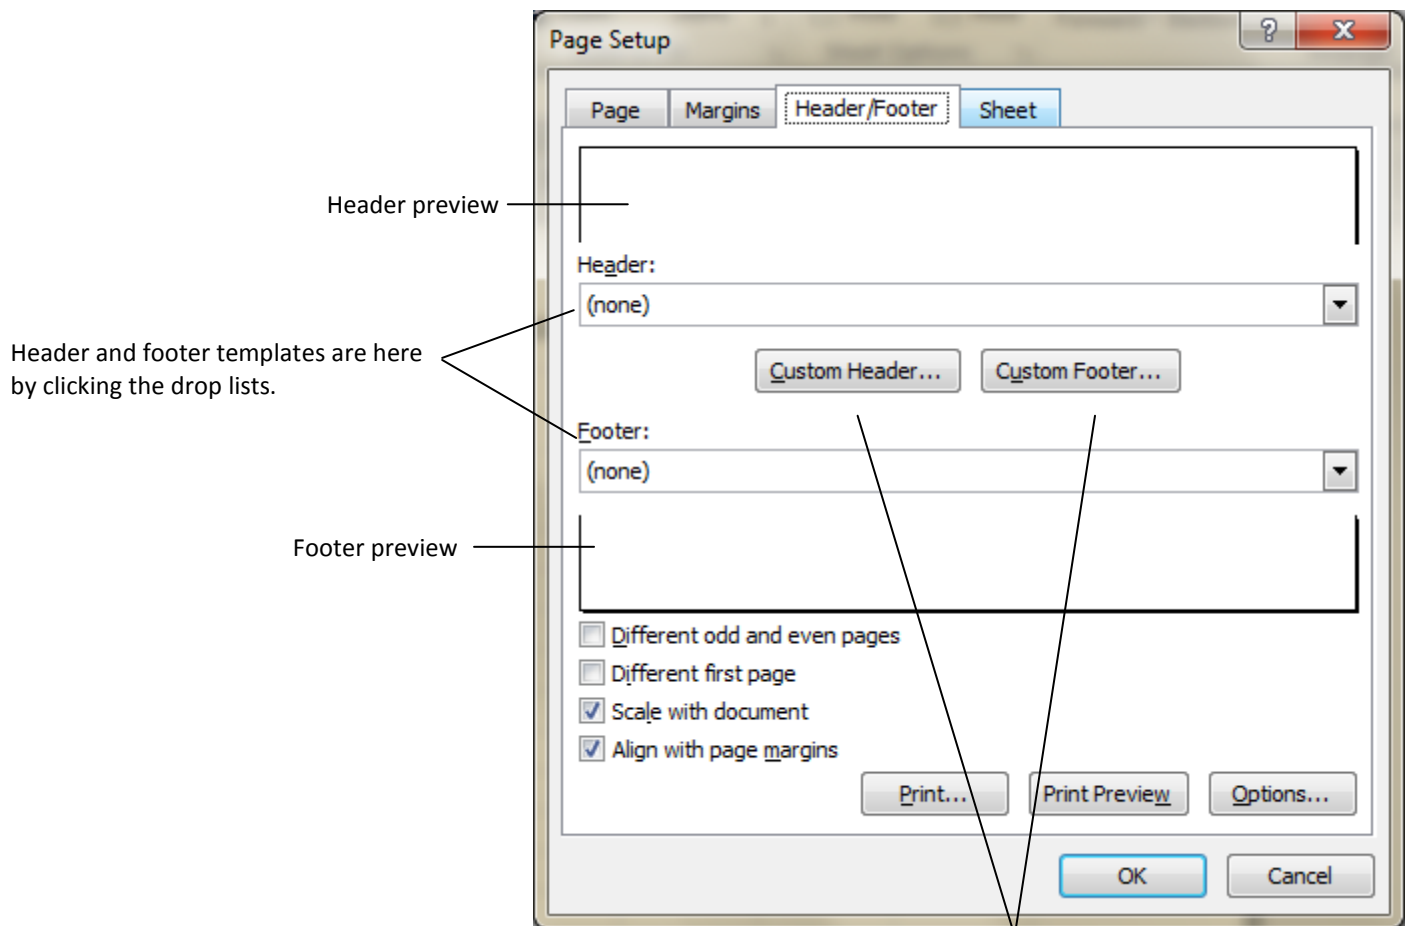 Page Setup
Page Margins Header/Footer Sheet
Header preview
Header:
(none)
Header and footer templates are here
by clicking the drop lists.
Custom Header... Custom Footer...
Footer:
(none)
Footer preview
Different odd and even pages
Different first page
Scale with document
Align with page margins
Print... Print Preview Options...
OK Cancel